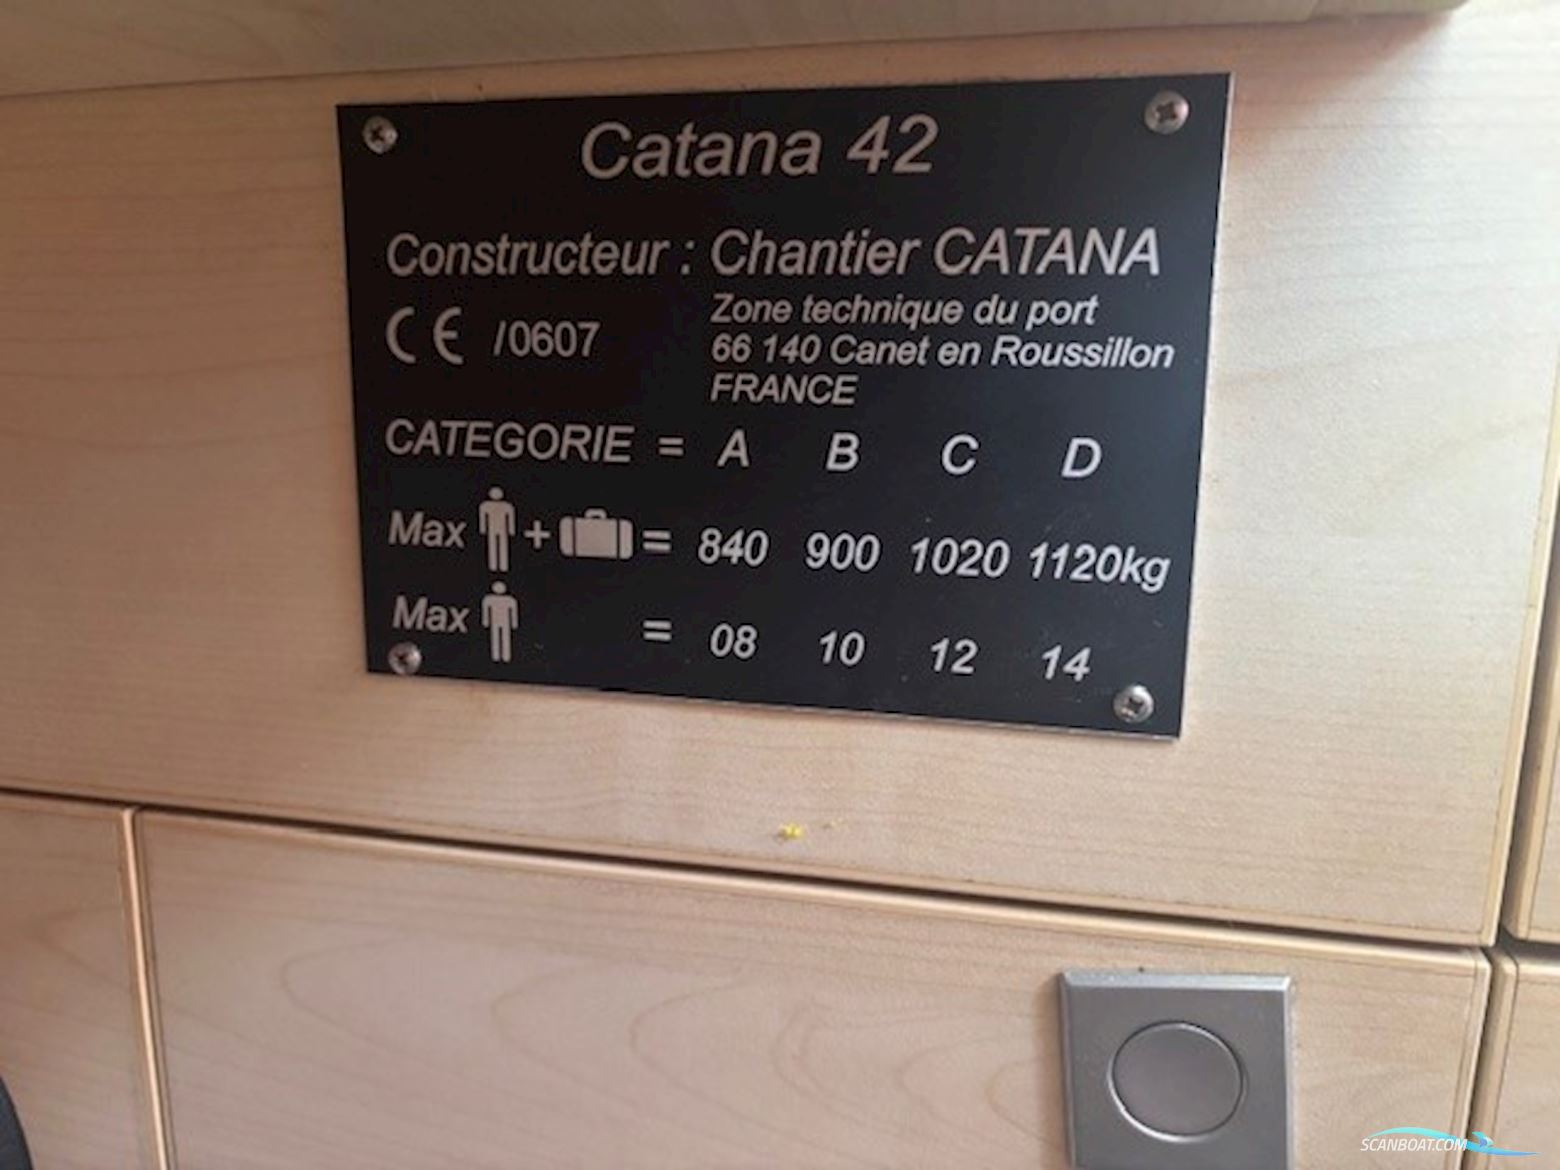 Catana 42
Constructeur : Chantier CATANA
Zone technique du port
CE /0607
66 140 Canet en Roussillon
FRANCE
CATEGORIE = A B C D
Max + = 840 900 1020 1120kg
Max = 08 10 12 14
SCANBOAT.COM